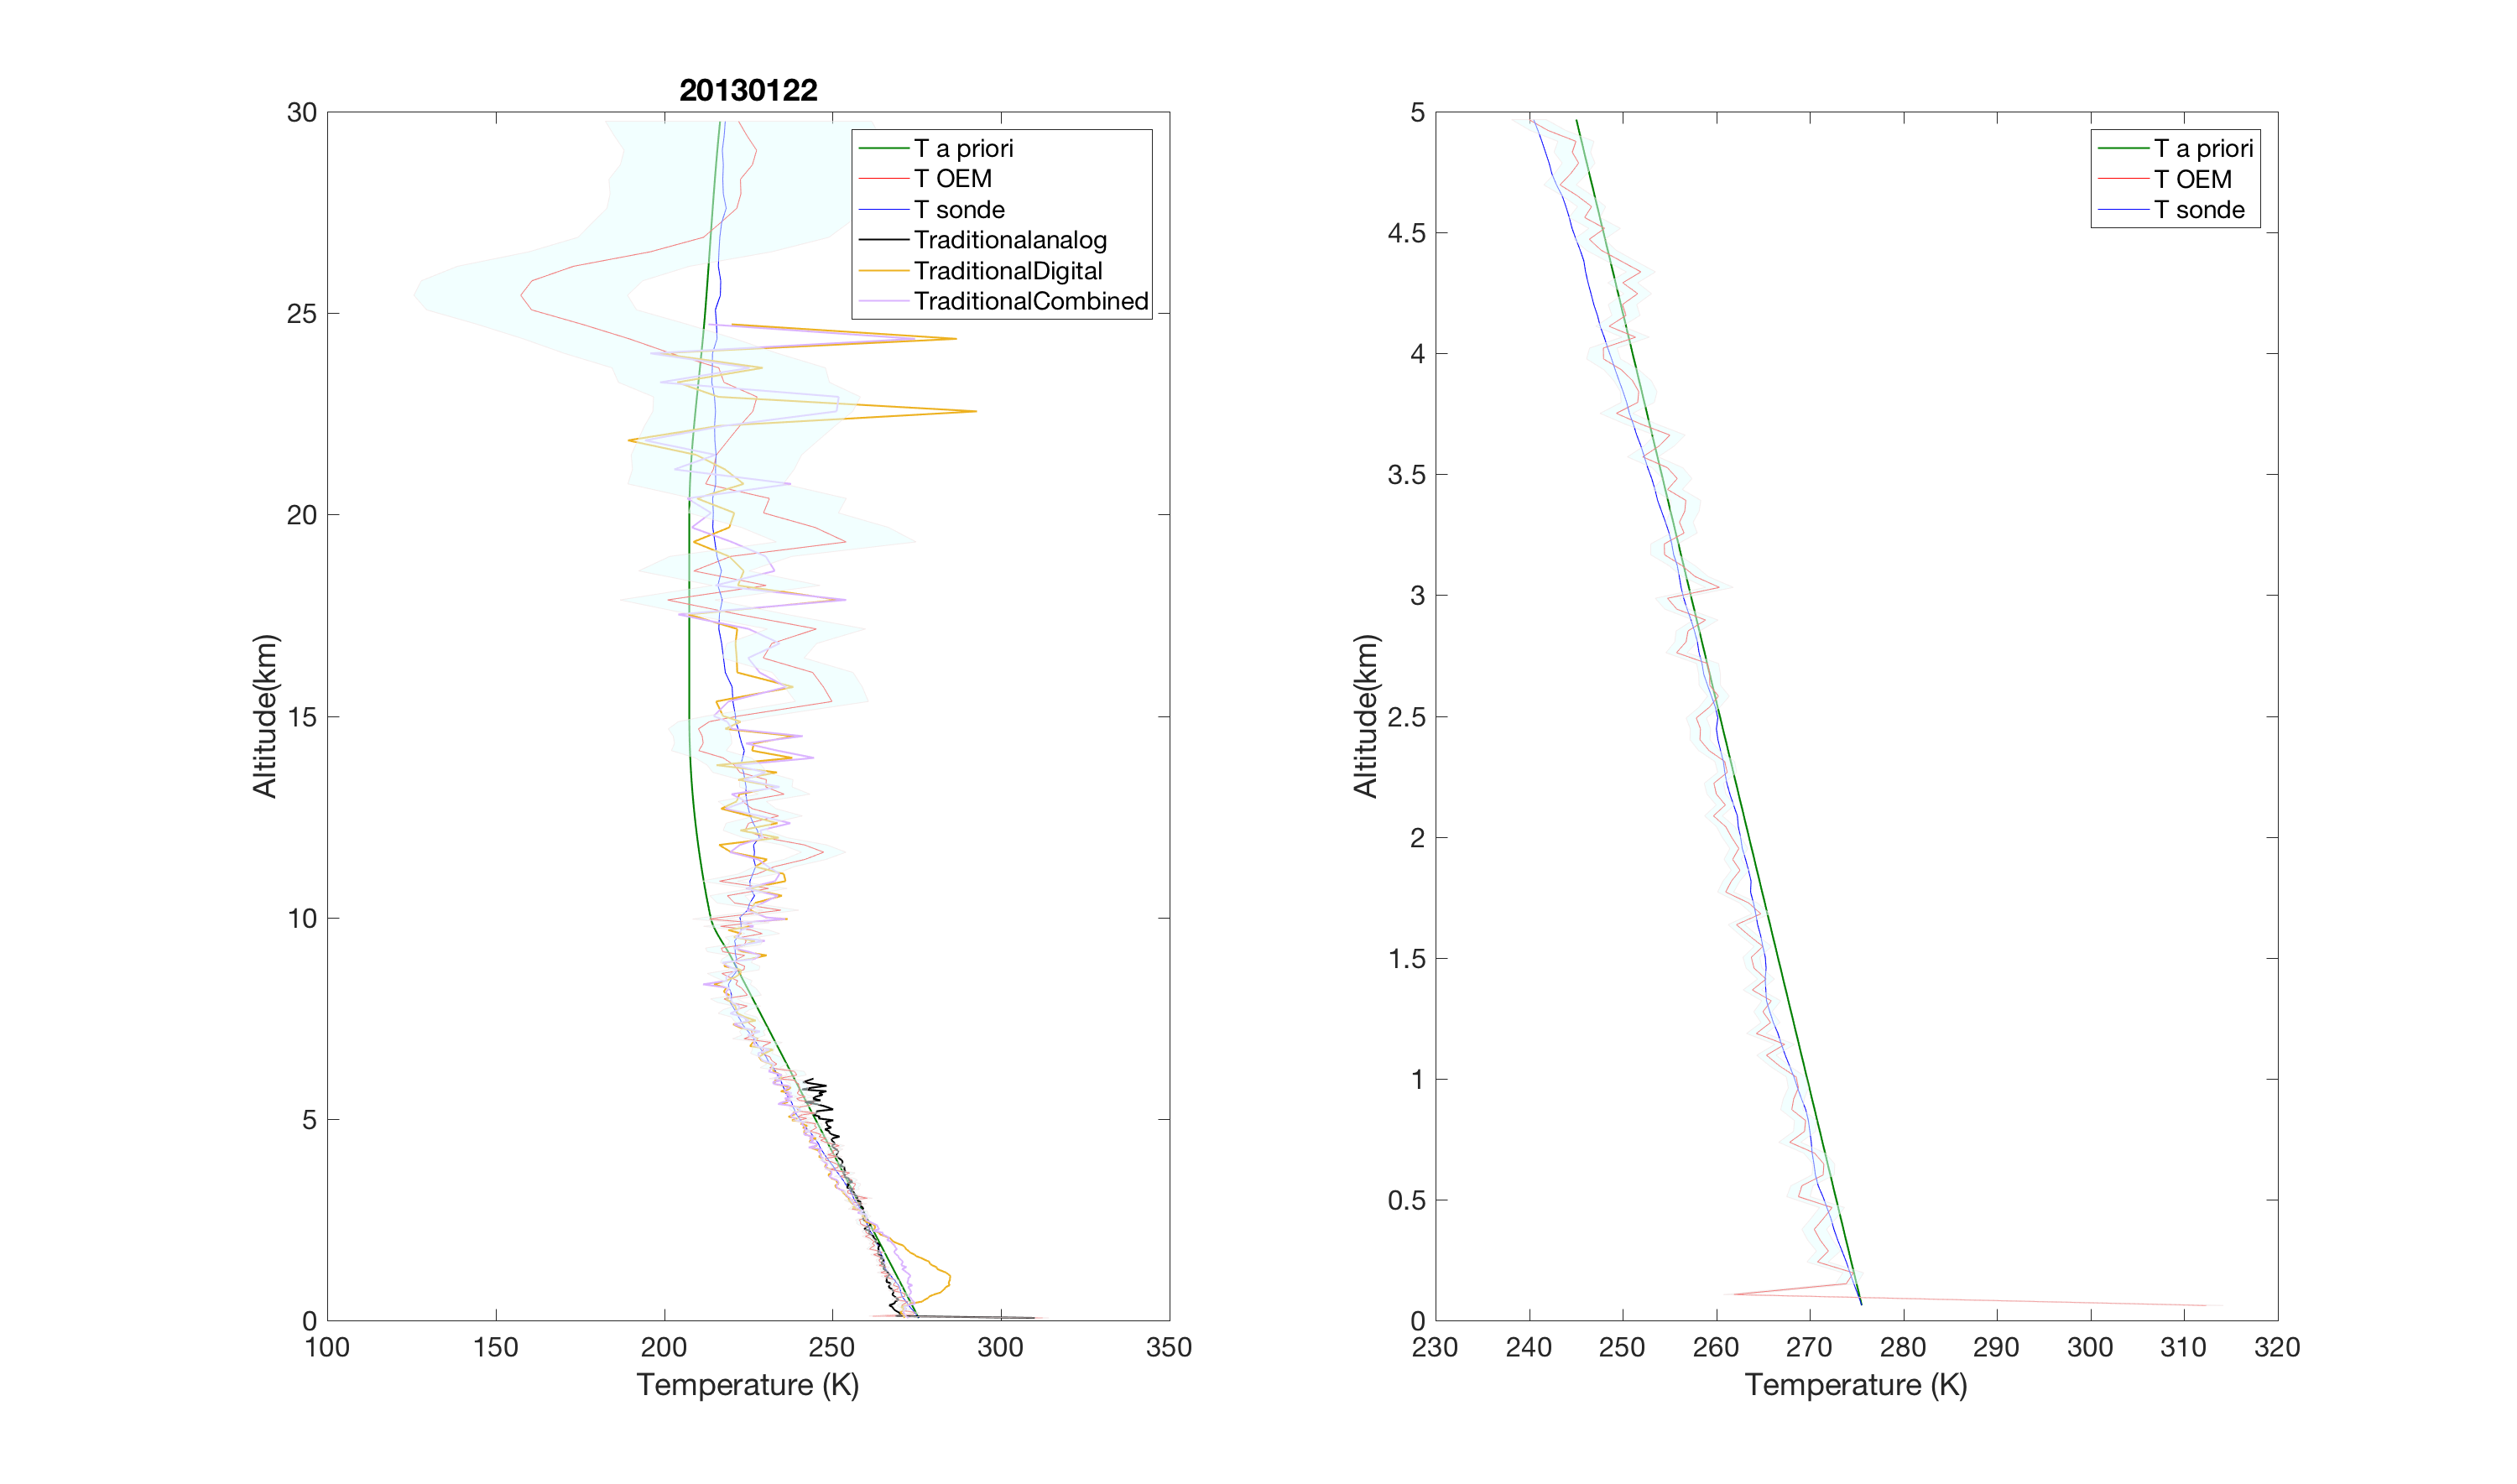 20130122
30
25
20
15
10
5
0
100 150 200 250 300 350
Altitude(km)
Temperature (K)
T a priori
T OEM
T sonde
Traditionalanalog
TraditionalDigital
TraditionalCombined
5
4.5
4
3.5
3
2.5
2
1.5
1
0.5
0
230 240 250 260 270 280 290 300 310 320
Altitude(km)
Temperature (K)
T a priori
T OEM
T sonde